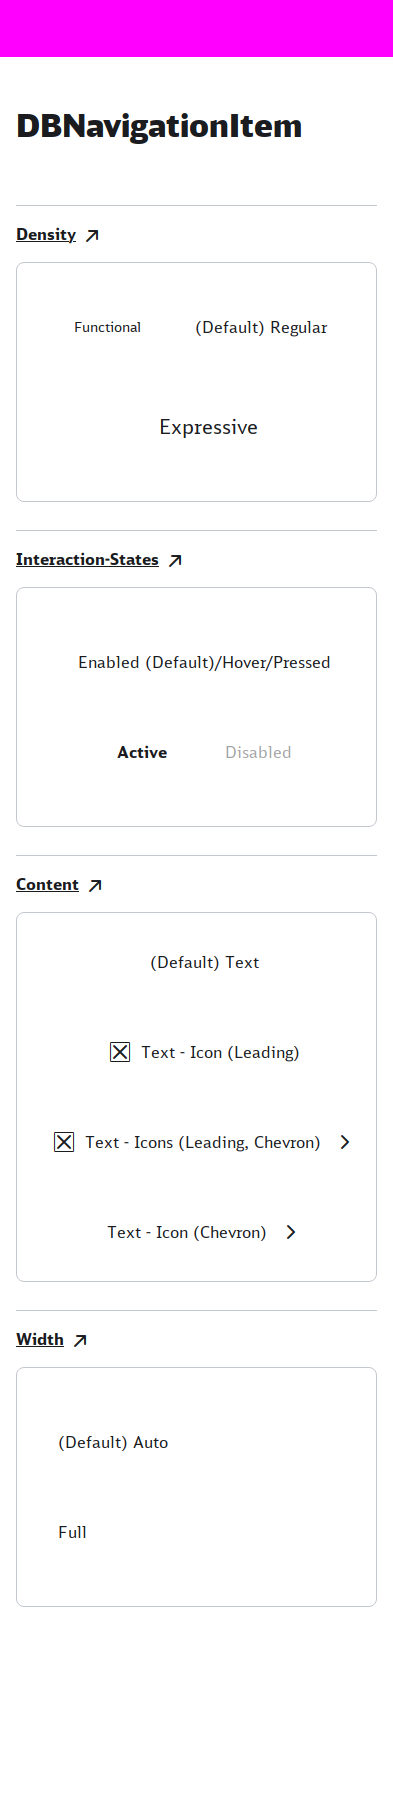 DBNavigationItem
Density
Functional
(Default) Regular
Expressive
Interaction-States
Enabled (Default)/Hover/Pressed
Active
Disabled
Content
(Default) Text
Text - Icon (Leading)
Text - Icons (Leading, Chevron)
Text - Icon (Chevron)
Width
(Default) Auto
Full